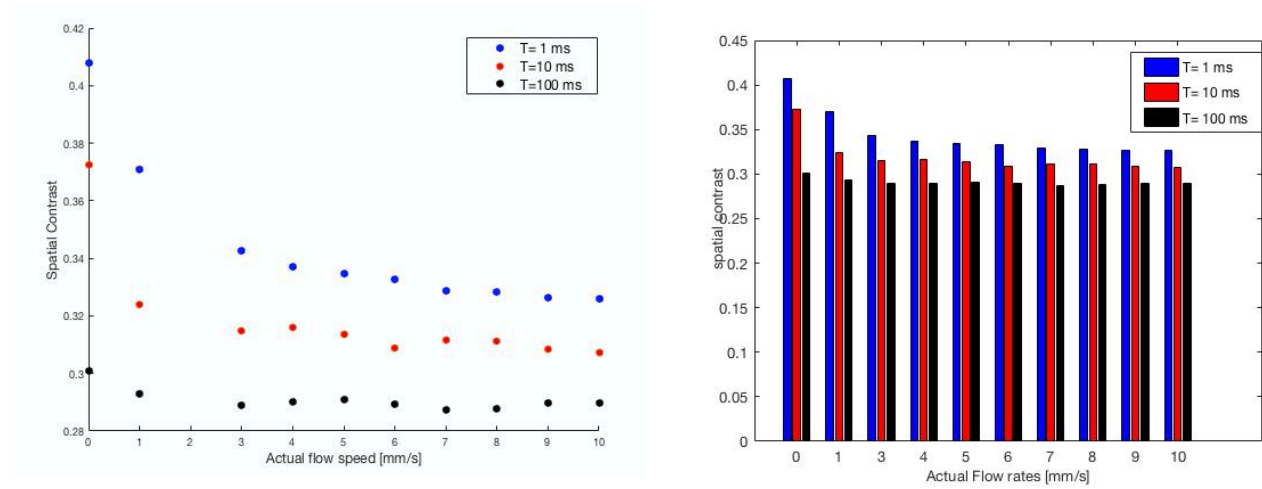 0.42
0.4
0.38
0.36
0.34
0.32
0.3
0.28
Spatial Contrast
0 1 2 3 4 5 6 7 8 9 10
Actual flow speed [mm/s]
T= 1 ms
T=10 ms
T=100 ms
0.45
0.4
0.35
0.3
0.25
0.2
0.15
0.1
0.05
0
spatial contrast
0 1 3 4 5 6 7 8 9 10
Actual Flow rates [mm/s]
T= 1 ms
T= 10 ms
T= 100 ms